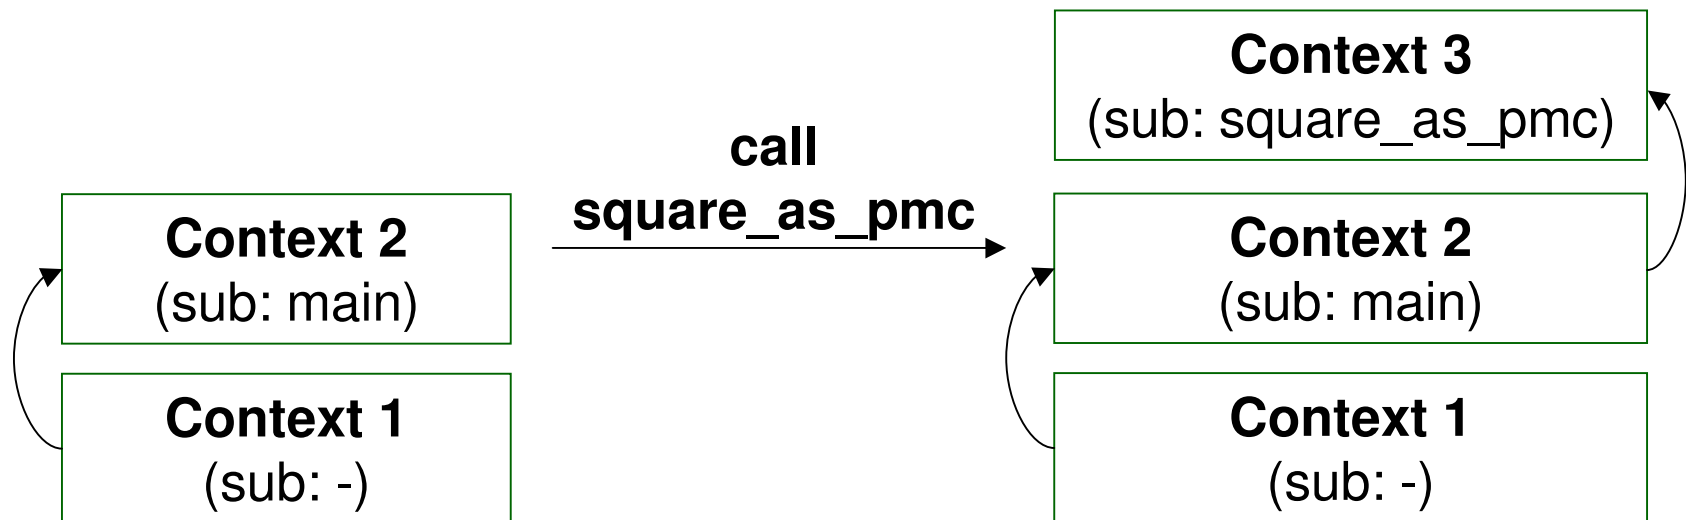 Context 2
(sub: main)
Context 1
(sub: -)
call
square_as_pmc
Context 3
(sub: square_as_pmc)
Context 2
(sub: main)
Context 1
(sub: -)